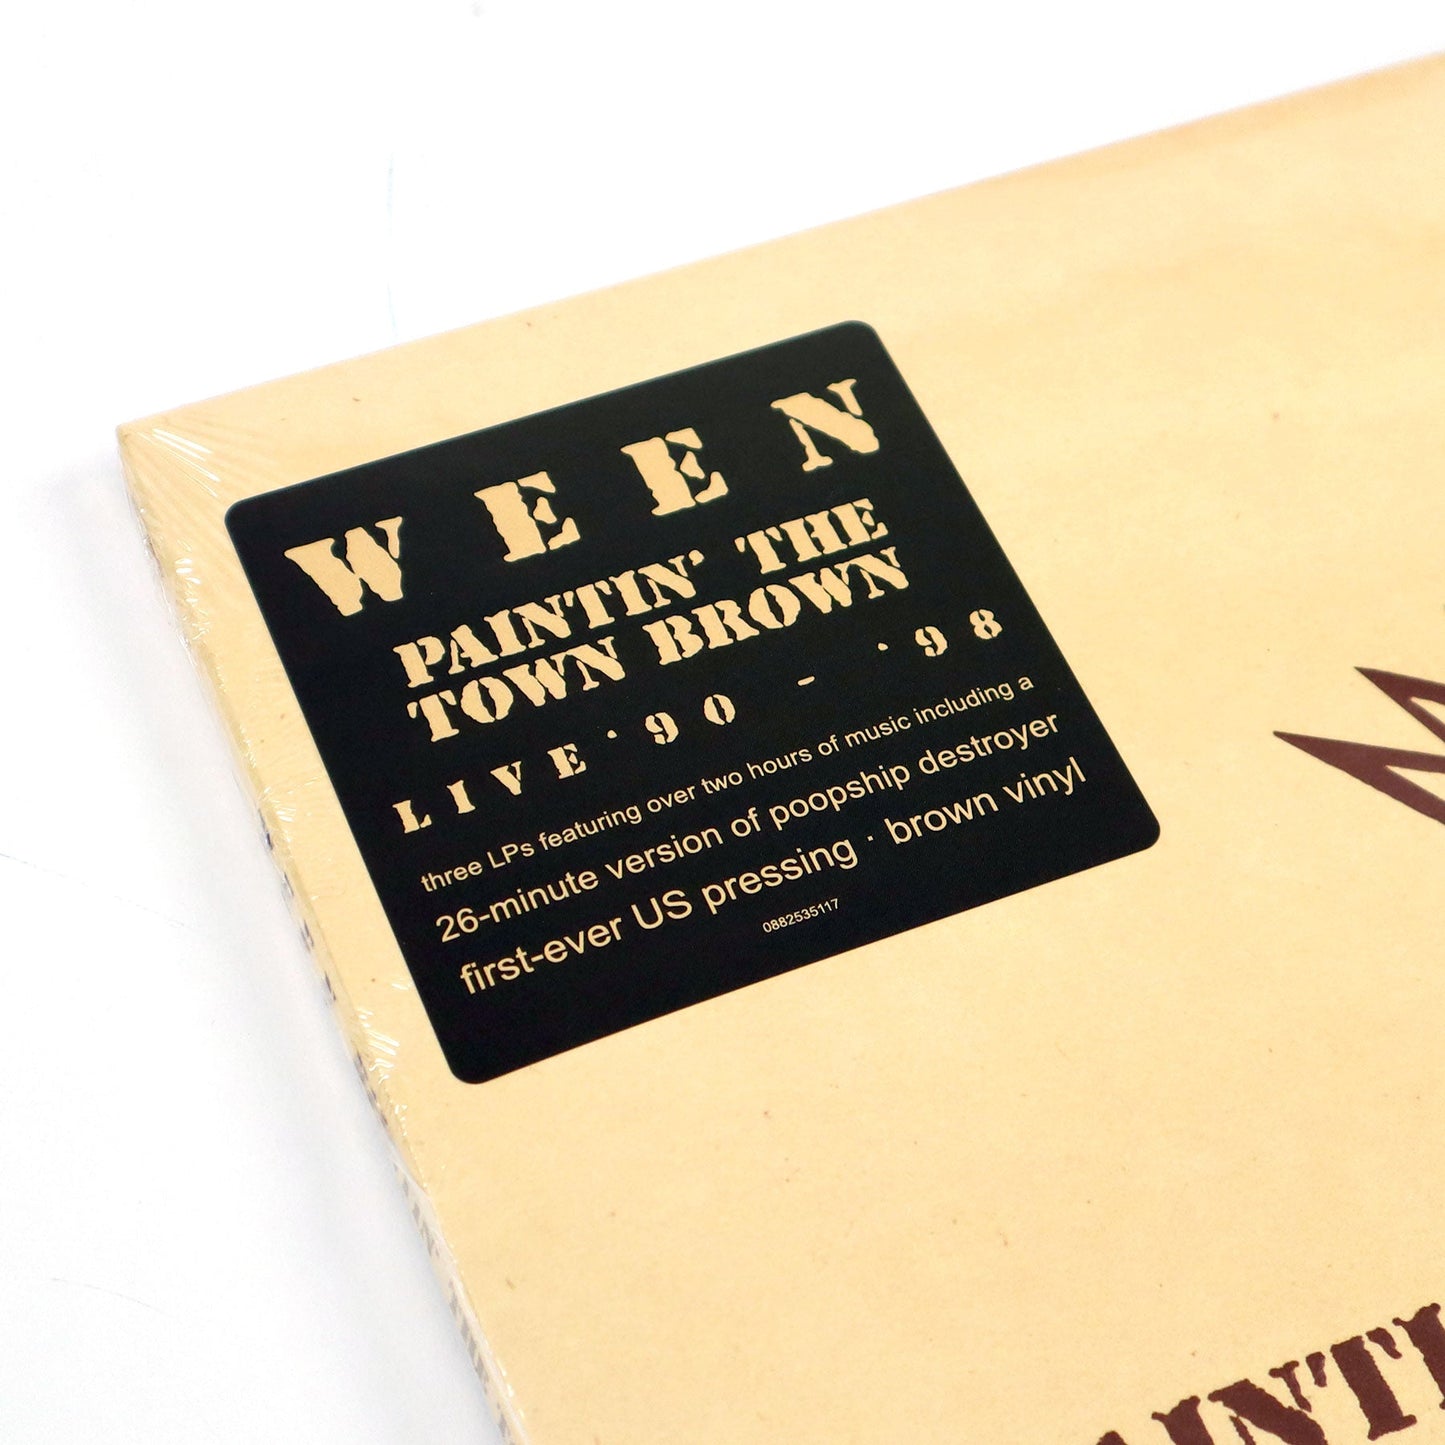 WEEN
PAINTIN' THE
TOWN BROWN
LIVE '90 - '98
three LPs featuring over two hours of music including a
26-minute version of poopship destroyer
first-ever US pressing · brown vinyl
0882535117